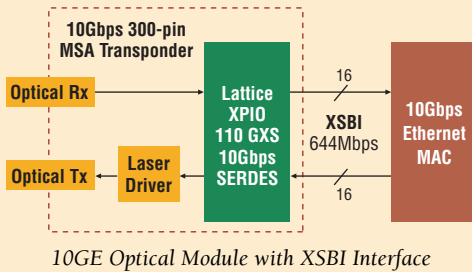 10Gbps 300-pin
MSA Transponder
Optical Rx
Optical Tx
Laser
Driver
Lattice
XPIO
110 GXS
10Gbps
SERDES
16
XSBI
644Mbps
16
10Gbps
Ethernet
MAC
10GE Optical Module with XSBI Interface